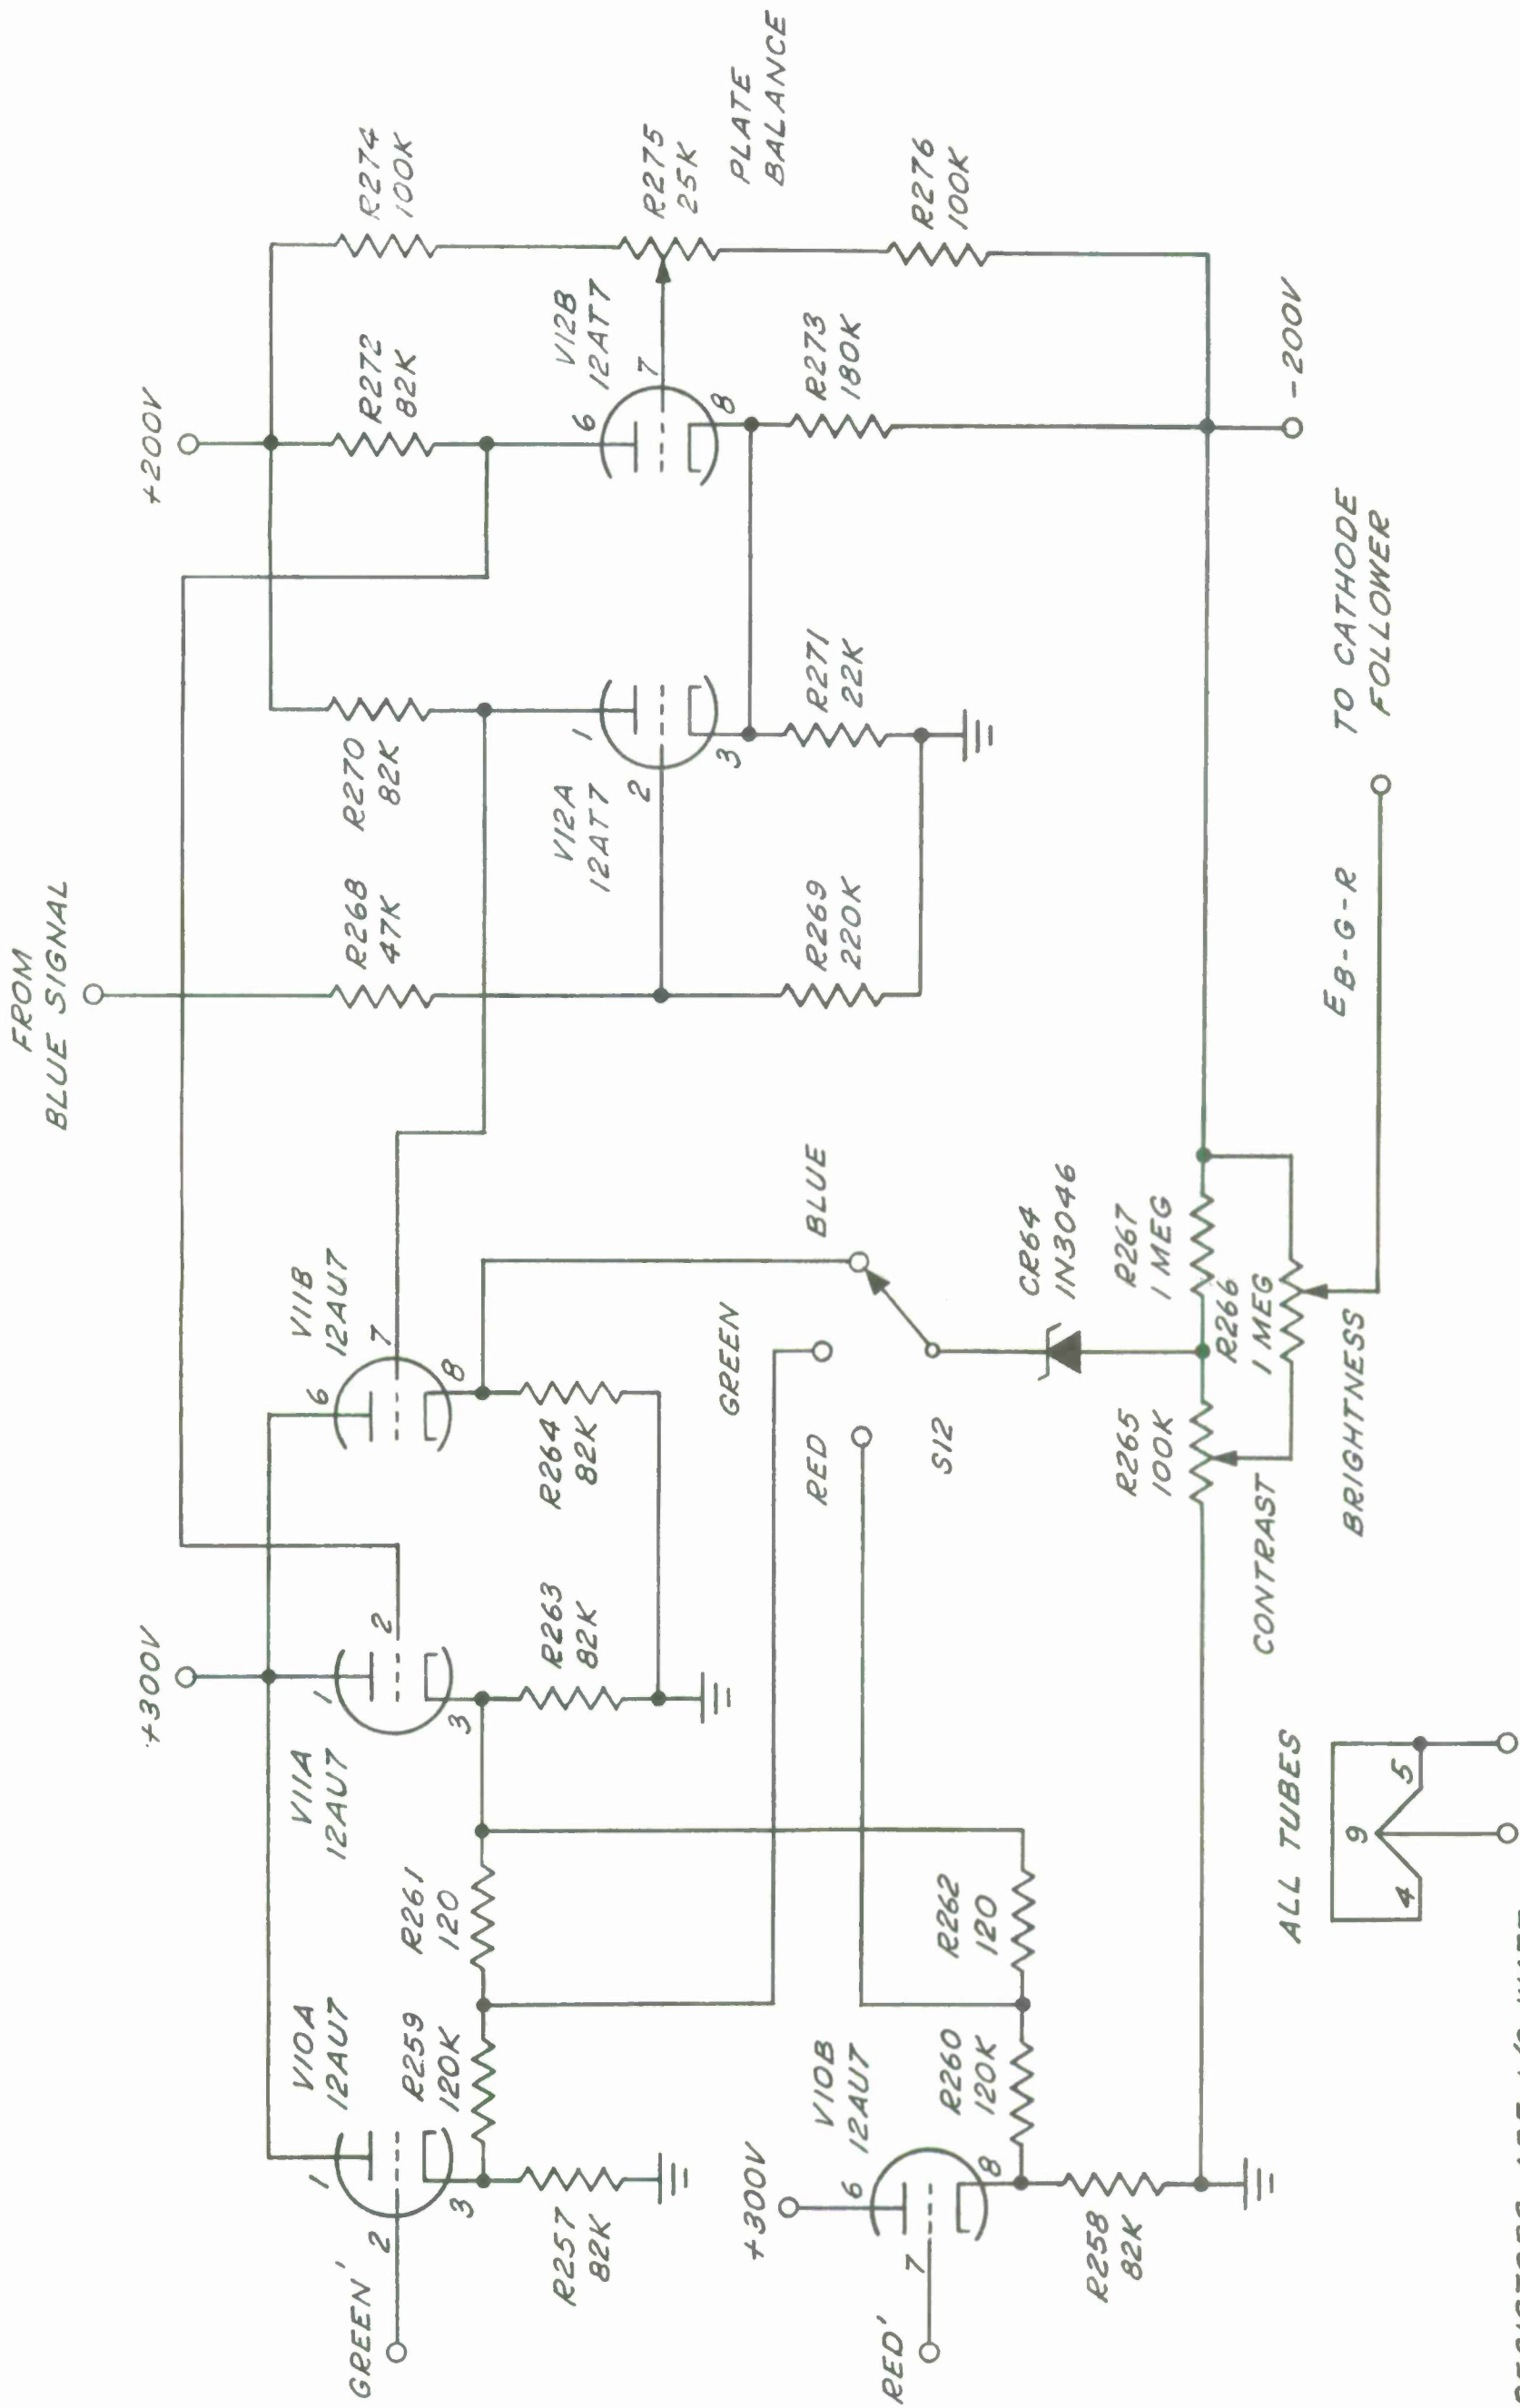 FROM
BLUE SIGNAL
+300V
+200V
GREEN'
2
1
3
V10A
12AUT
R257
82K
R259
120K
R261
120
V11A
12AU7
1
2
3
R263
82K
V11B
12AU7
6
7
8
R264
82K
R268
47K
R269
220K
R270
82K
V12A
12AT7
1
2
3
R271
22K
R272
82K
V12B
12AT7
6
7
8
R273
180K
R274
100K
R275
25K
PLATE
BALANCE
R276
100K
-200V
RED'
+300V
7
6
8
V10B
12AU7
R258
82K
R260
120K
R262
120
RED
GREEN
BLUE
S12
CR64
1N3046
R265
100K
R267
1 MEG
R266
1 MEG
CONTRAST
BRIGHTNESS
EB-G-R
TO CATHODE
FOLLOWER
ALL TUBES
4
9
5